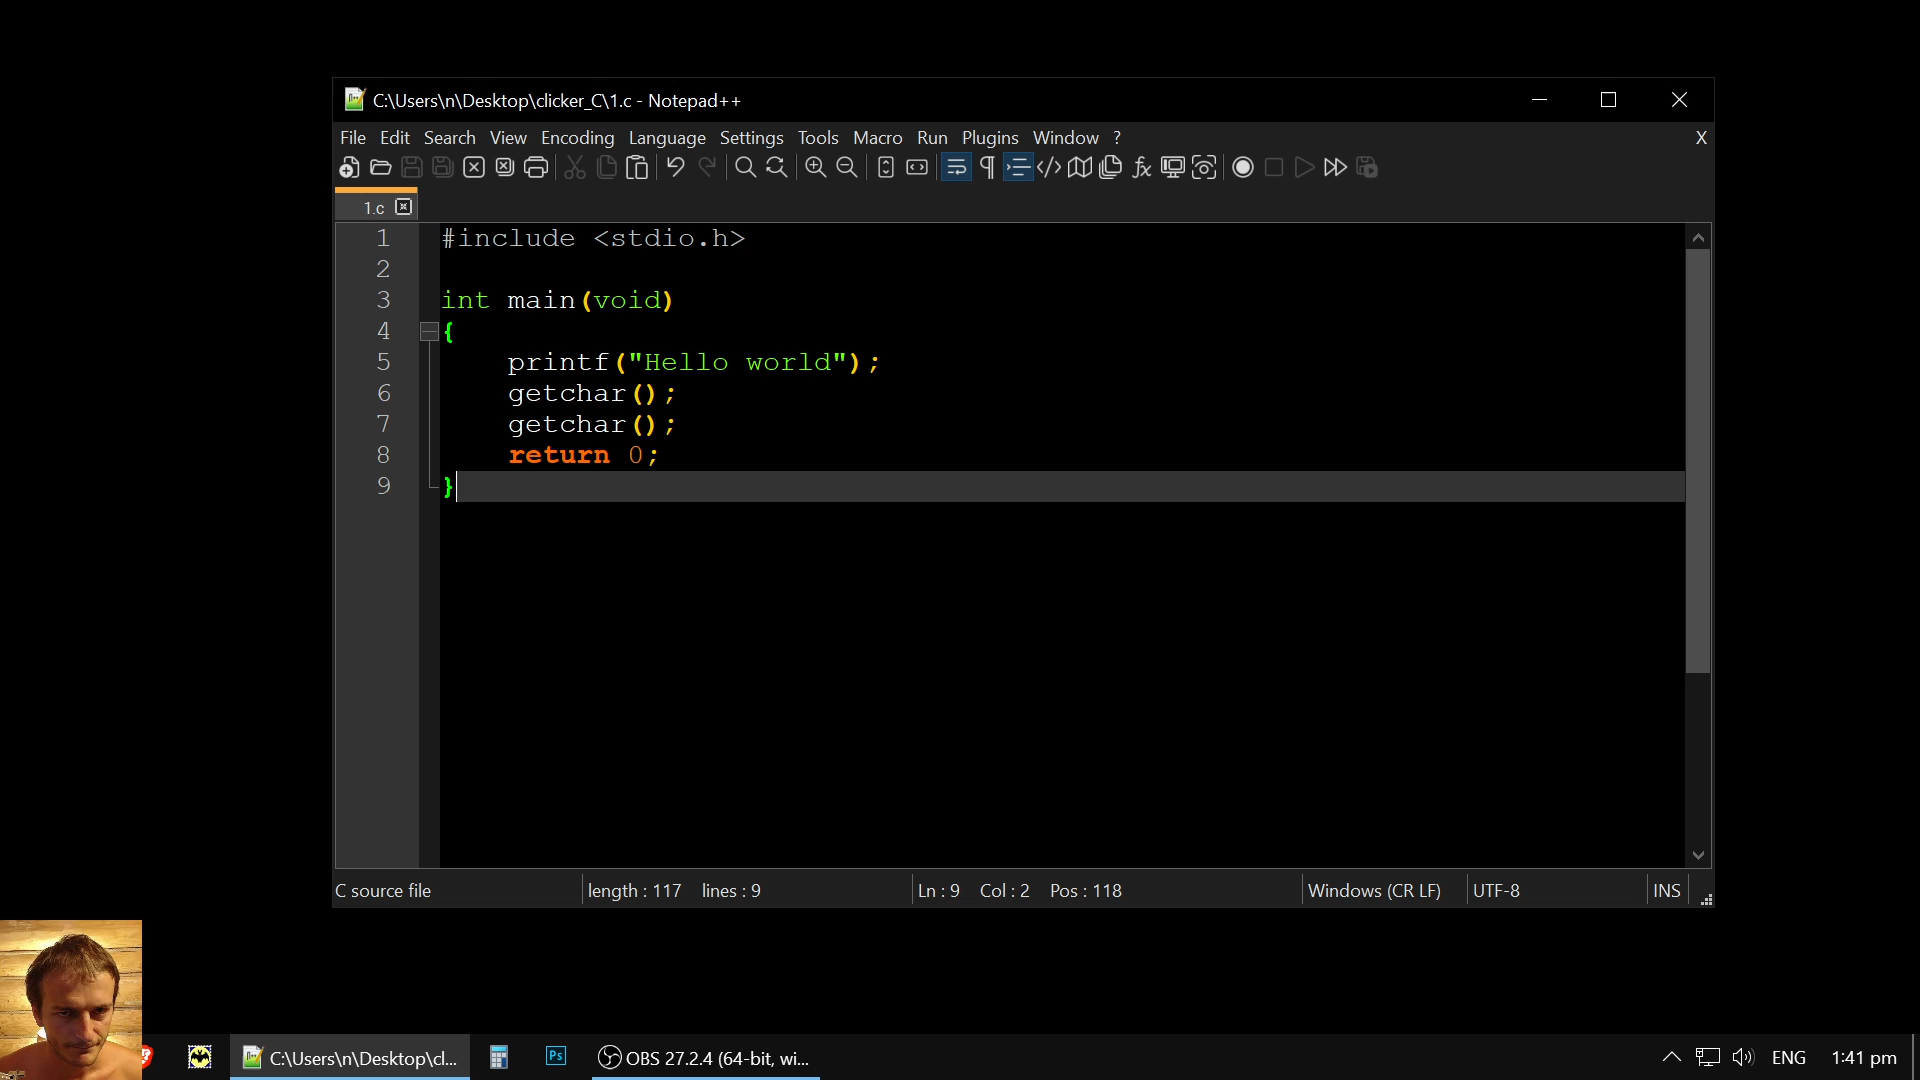 C:\Users\n\Desktop\clicker_C\1.c - Notepad++
File Edit Search View Encoding Language Settings Tools Macro Run Plugins Window ?
X
1.c
1 #include <stdio.h>
2
3 int main(void)
4 {
5 printf("Hello world");
6 getchar();
7 getchar();
8 return 0;
9 }
C source file length : 117 lines : 9 Ln : 9 Col : 2 Pos : 118 Windows (CR LF) UTF-8 INS
C:\Users\n\Desktop\cl... Ps OBS 27.2.4 (64-bit, wi... ENG 1:41 pm